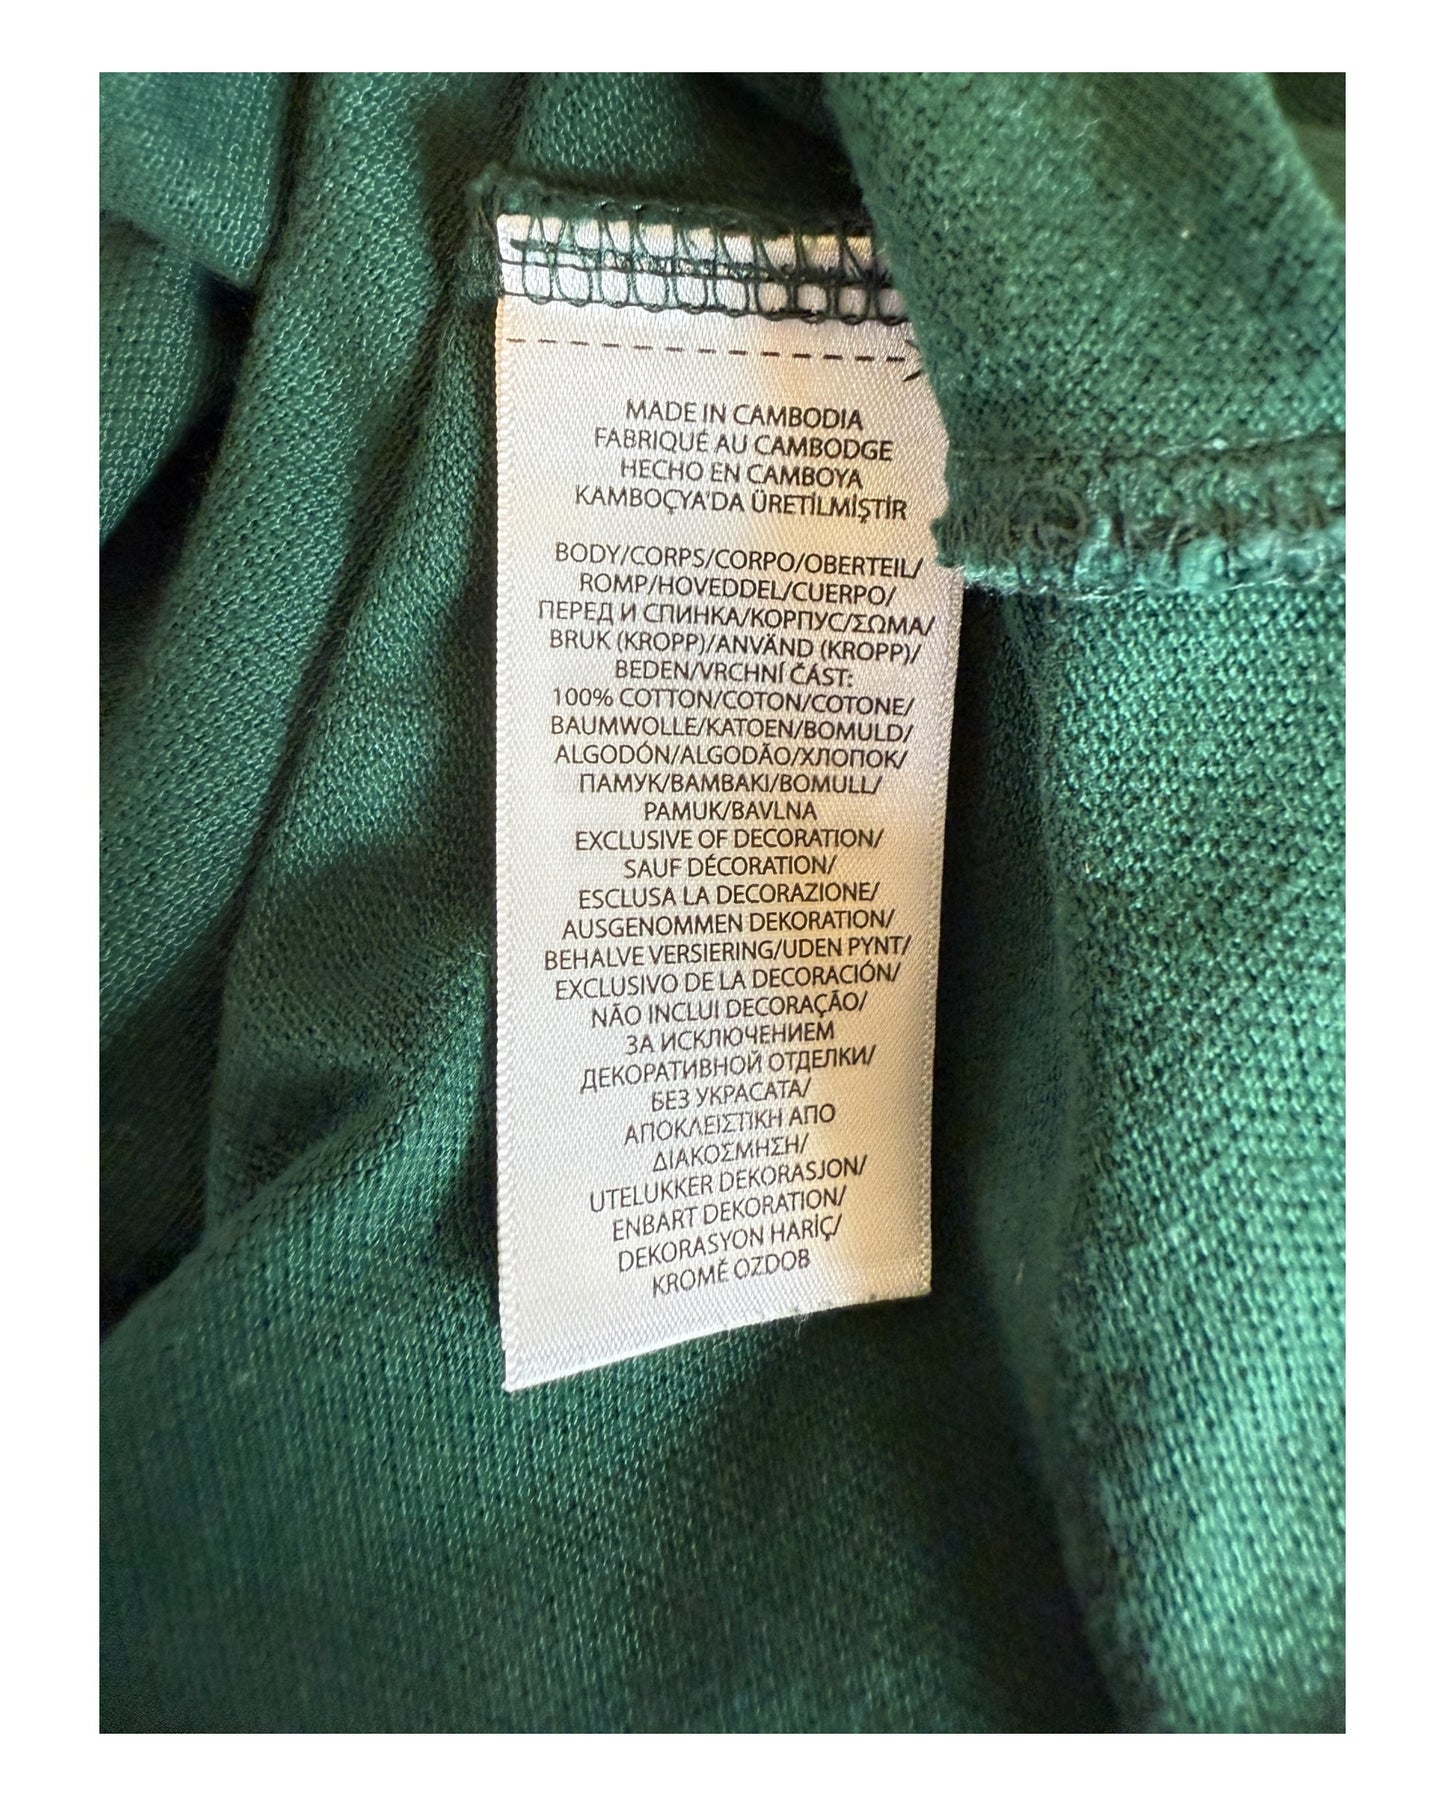 MADE IN CAMBODIA
FABRIQUÉ AU CAMBODGE
HECHO EN CAMBOYA
KAMBOÇYA'DA ÜRETİLMİŞTİR
BODY/CORPS/CORPO/OBERTEIL/
ROMP/HOVEDDEL/CUERPO/
ПЕРЕД И СПИНКА/КОРПУС/ΣΩΜΑ/
BRUK (KROPP)/ANVÄND (KROPP)/
BEDEN/VRCHNÍ ČÁST:
100% COTTON/COTON/COTONE/
BAUMWOLLE/KATOEN/BOMULD/
ALGODÓN/ALGODÃO/ХЛОПОК/
ПАМУК/ΒΑΜΒΑΚΙ/BOMULL/
PAMUK/BAVLNA
EXCLUSIVE OF DECORATION/
SAUF DÉCORATION/
ESCLUSA LA DECORAZIONE/
AUSGENOMMEN DEKORATION/
BEHALVE VERSIERING/UDEN PYNT/
EXCLUSIVO DE LA DECORACIÓN/
NÃO INCLUI DECORAÇÃO/
ЗА ИСКЛЮЧЕНИЕМ
ДЕКОРАТИВНОЙ ОТДЕЛКИ/
БЕЗ УКРАСАТА/
ΑΠΟΚΛΕΙΣΤΙΚΗ ΑΠΟ
ΔΙΑΚΟΣΜΗΣΗ/
UTELUKKER DEKORASJON/
ENBART DEKORATION/
DEKORASYON HARİÇ/
KROMĚ OZDOB